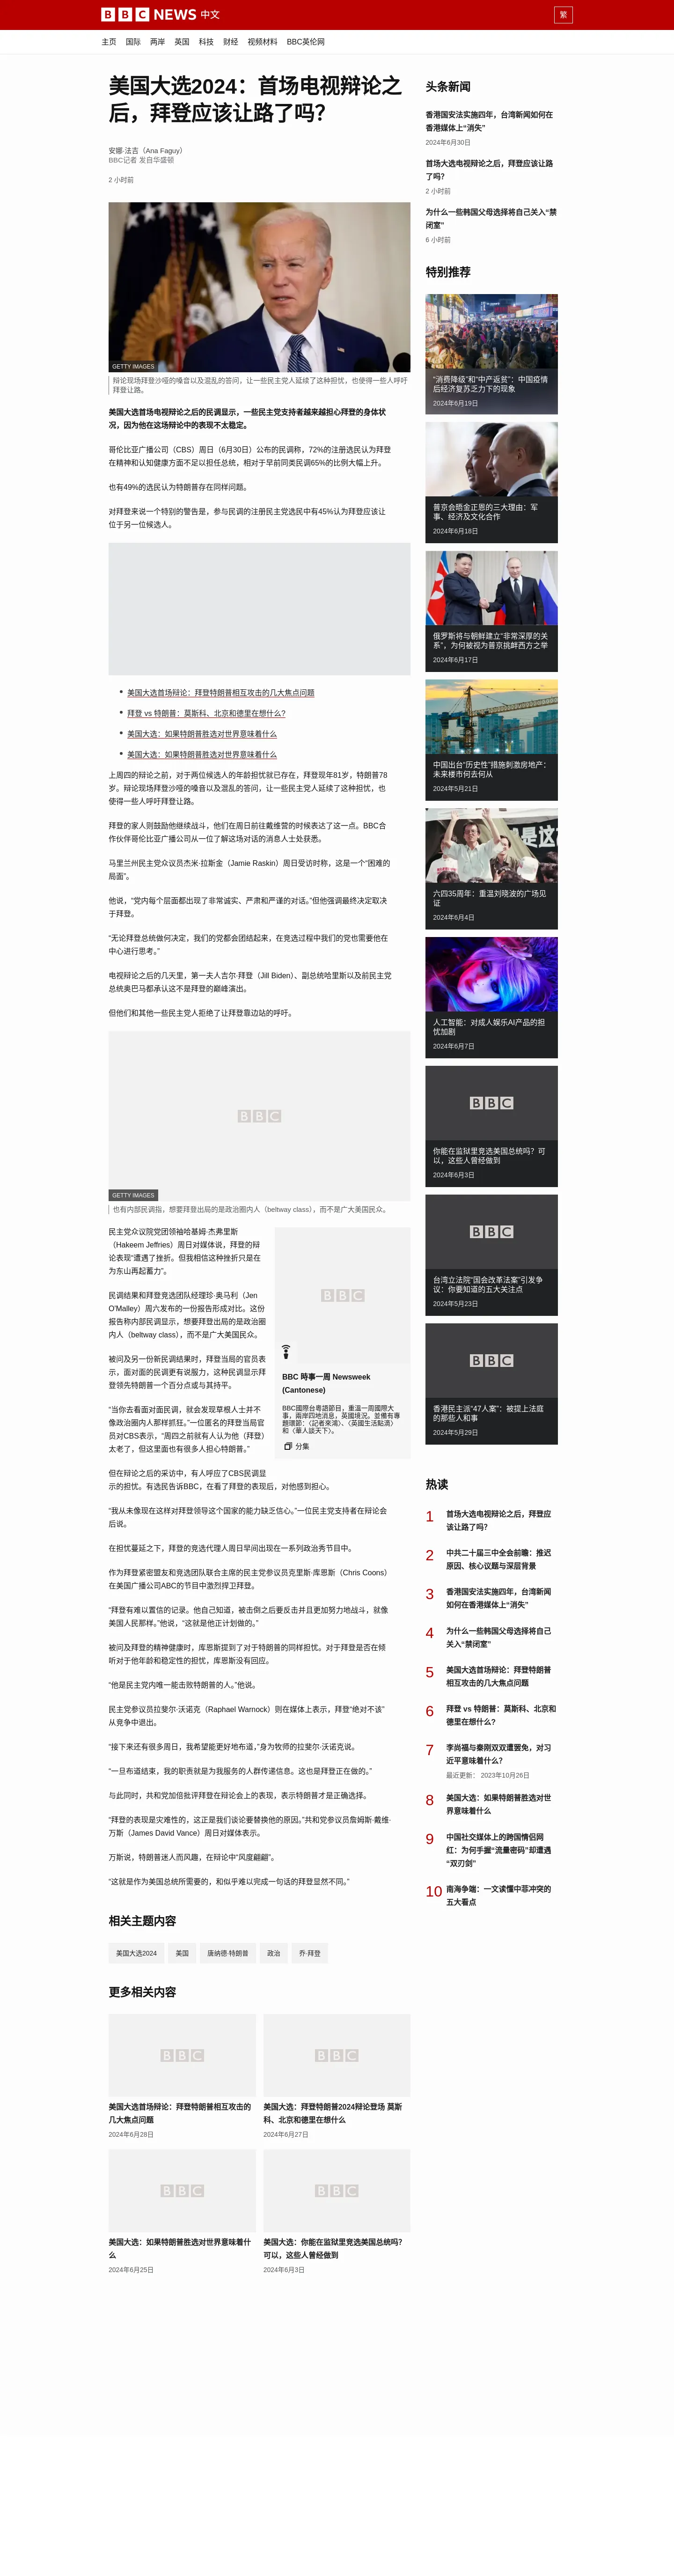 BBC NEWS 中文
繁
主页 国际 两岸 英国 科技 财经 视频材料 BBC英伦网
美国大选2024：首场电视辩论之
后，拜登应该让路了吗？
安娜·法吉（Ana Faguy）
BBC记者 发自华盛顿
2 小时前
GETTY IMAGES
辩论现场拜登沙哑的嗓音以及混乱的答问，让一些民主党人延续了这种担忧，也使得一些人呼吁
拜登让路。
美国大选首场电视辩论之后的民调显示，一些民主党支持者越来越担心拜登的身体状
况，因为他在这场辩论中的表现不太稳定。
哥伦比亚广播公司（CBS）周日（6月30日）公布的民调称，72%的注册选民认为拜登
在精神和认知健康方面不足以担任总统，相对于早前同类民调65%的比例大幅上升。
也有49%的选民认为特朗普存在同样问题。
对拜登来说一个特别的警告是，参与民调的注册民主党选民中有45%认为拜登应该让
位于另一位候选人。
美国大选首场辩论：拜登特朗普相互攻击的几大焦点问题
拜登 vs 特朗普：莫斯科、北京和德里在想什么?
美国大选：如果特朗普胜选对世界意味着什么
美国大选：如果特朗普胜选对世界意味着什么
上周四的辩论之前，对于两位候选人的年龄担忧就已存在，拜登现年81岁，特朗普78
岁。辩论现场拜登沙哑的嗓音以及混乱的答问，让一些民主党人延续了这种担忧，也
使得一些人呼吁拜登让路。
拜登的家人则鼓励他继续战斗，他们在周日前往戴维营的时候表达了这一点。BBC合
作伙伴哥伦比亚广播公司从一位了解这场对话的消息人士处获悉。
马里兰州民主党众议员杰米·拉斯金（Jamie Raskin）周日受访时称，这是一个“困难的
局面”。
他说，“党内每个层面都出现了非常诚实、严肃和严谨的对话。”但他强调最终决定取决
于拜登。
“无论拜登总统做何决定，我们的党都会团结起来，在竞选过程中我们的党也需要他在
中心进行思考。”
电视辩论之后的几天里，第一夫人吉尔·拜登（Jill Biden）、副总统哈里斯以及前民主党
总统奥巴马都承认这不是拜登的巅峰演出。
但他们和其他一些民主党人拒绝了让拜登靠边站的呼吁。
BBC
GETTY IMAGES
也有内部民调指，想要拜登出局的是政治圈内人（beltway class），而不是广大美国民众。
民主党众议院党团领袖哈基姆·杰弗里斯
（Hakeem Jeffries）周日对媒体说，拜登的辩
论表现“遭遇了挫折。但我相信这种挫折只是在
为东山再起蓄力”。
民调结果和拜登竞选团队经理珍·奥马利（Jen
O'Malley）周六发布的一份报告形成对比。这份
报告称内部民调显示，想要拜登出局的是政治圈
内人（beltway class），而不是广大美国民众。
被问及另一份新民调结果时，拜登当局的官员表
示，面对面的民调更有说服力，这种民调显示拜
登领先特朗普一个百分点或与其持平。
“当你去看面对面民调，就会发现草根人士并不
像政治圈内人那样抓狂。”一位匿名的拜登当局官
员对CBS表示，“周四之前就有人认为他（拜登）
太老了，但这里面也有很多人担心特朗普。”
但在辩论之后的采访中，有人呼应了CBS民调显
示的担忧。有选民告诉BBC，在看了拜登的表现后，对他感到担心。
BBC
BBC 時事一周 Newsweek
(Cantonese)
BBC國際台粵語節目，重溫一周國際大
事，兩岸四地消息，英國境況。並備有專
題環節：〈記者來鴻〉、〈英國生活點滴〉
和〈華人談天下〉。
分集
“我从未像现在这样对拜登领导这个国家的能力缺乏信心。”一位民主党支持者在辩论会
后说。
在担忧蔓延之下，拜登的竞选代理人周日早间出现在一系列政治秀节目中。
作为拜登紧密盟友和竞选团队联合主席的民主党参议员克里斯·库恩斯（Chris Coons）
在美国广播公司ABC的节目中激烈捍卫拜登。
“拜登有难以置信的记录。他自己知道，被击倒之后要反击并且更加努力地战斗，就像
美国人民那样。”他说，“这就是他正计划做的。”
被问及拜登的精神健康时，库恩斯提到了对于特朗普的同样担忧。对于拜登是否在倾
听对于他年龄和稳定性的担忧，库恩斯没有回应。
“他是民主党内唯一能击败特朗普的人。”他说。
民主党参议员拉斐尔·沃诺克（Raphael Warnock）则在媒体上表示，拜登“绝对不该”
从竞争中退出。
“接下来还有很多周日，我希望能更好地布道，”身为牧师的拉斐尔·沃诺克说。
“一旦布道结束，我的职责就是为我服务的人群传递信息。这也是拜登正在做的。”
与此同时，共和党加倍批评拜登在辩论会上的表现，表示特朗普才是正确选择。
“拜登的表现是灾难性的，这正是我们谈论要替换他的原因。”共和党参议员詹姆斯·戴维·
万斯（James David Vance）周日对媒体表示。
万斯说，特朗普迷人而风趣，在辩论中“风度翩翩”。
“这就是作为美国总统所需要的，和似乎难以完成一句话的拜登显然不同。”
相关主题内容
美国大选2024 美国 唐纳德·特朗普 政治 乔·拜登
更多相关内容
BBC
美国大选首场辩论：拜登特朗普相互攻击的
几大焦点问题
2024年6月28日
BBC
美国大选：拜登特朗普2024辩论登场 莫斯
科、北京和德里在想什么
2024年6月27日
BBC
美国大选：如果特朗普胜选对世界意味着什
么
2024年6月25日
BBC
美国大选：你能在监狱里竞选美国总统吗？
可以，这些人曾经做到
2024年6月3日
头条新闻
香港国安法实施四年，台湾新闻如何在
香港媒体上“消失”
2024年6月30日
首场大选电视辩论之后，拜登应该让路
了吗？
2 小时前
为什么一些韩国父母选择将自己关入“禁
闭室”
6 小时前
特别推荐
“消费降级”和“中产返贫”：中国疫情
后经济复苏乏力下的现象
2024年6月19日
普京会晤金正恩的三大理由：军
事、经济及文化合作
2024年6月18日
俄罗斯将与朝鲜建立“非常深厚的关
系”，为何被视为普京挑衅西方之举
2024年6月17日
中国出台“历史性”措施刺激房地产：
未来楼市何去何从
2024年5月21日
六四35周年：重温刘晓波的广场见
证
2024年6月4日
人工智能：对成人娱乐AI产品的担
忧加剧
2024年6月7日
BBC
你能在监狱里竞选美国总统吗？可
以，这些人曾经做到
2024年6月3日
BBC
台湾立法院“国会改革法案”引发争
议：你要知道的五大关注点
2024年5月23日
BBC
香港民主派“47人案”：被提上法庭
的那些人和事
2024年5月29日
热读
1 首场大选电视辩论之后，拜登应
该让路了吗？
2 中共二十届三中全会前瞻：推迟
原因、核心议题与深层背景
3 香港国安法实施四年，台湾新闻
如何在香港媒体上“消失”
4 为什么一些韩国父母选择将自己
关入“禁闭室”
5 美国大选首场辩论：拜登特朗普
相互攻击的几大焦点问题
6 拜登 vs 特朗普：莫斯科、北京和
德里在想什么?
7 李尚福与秦刚双双遭罢免，对习
近平意味着什么？
最近更新： 2023年10月26日
8 美国大选：如果特朗普胜选对世
界意味着什么
9 中国社交媒体上的跨国情侣网
红：为何手握“流量密码”却遭遇
“双刃剑”
10 南海争端：一文读懂中菲冲突的
五大看点